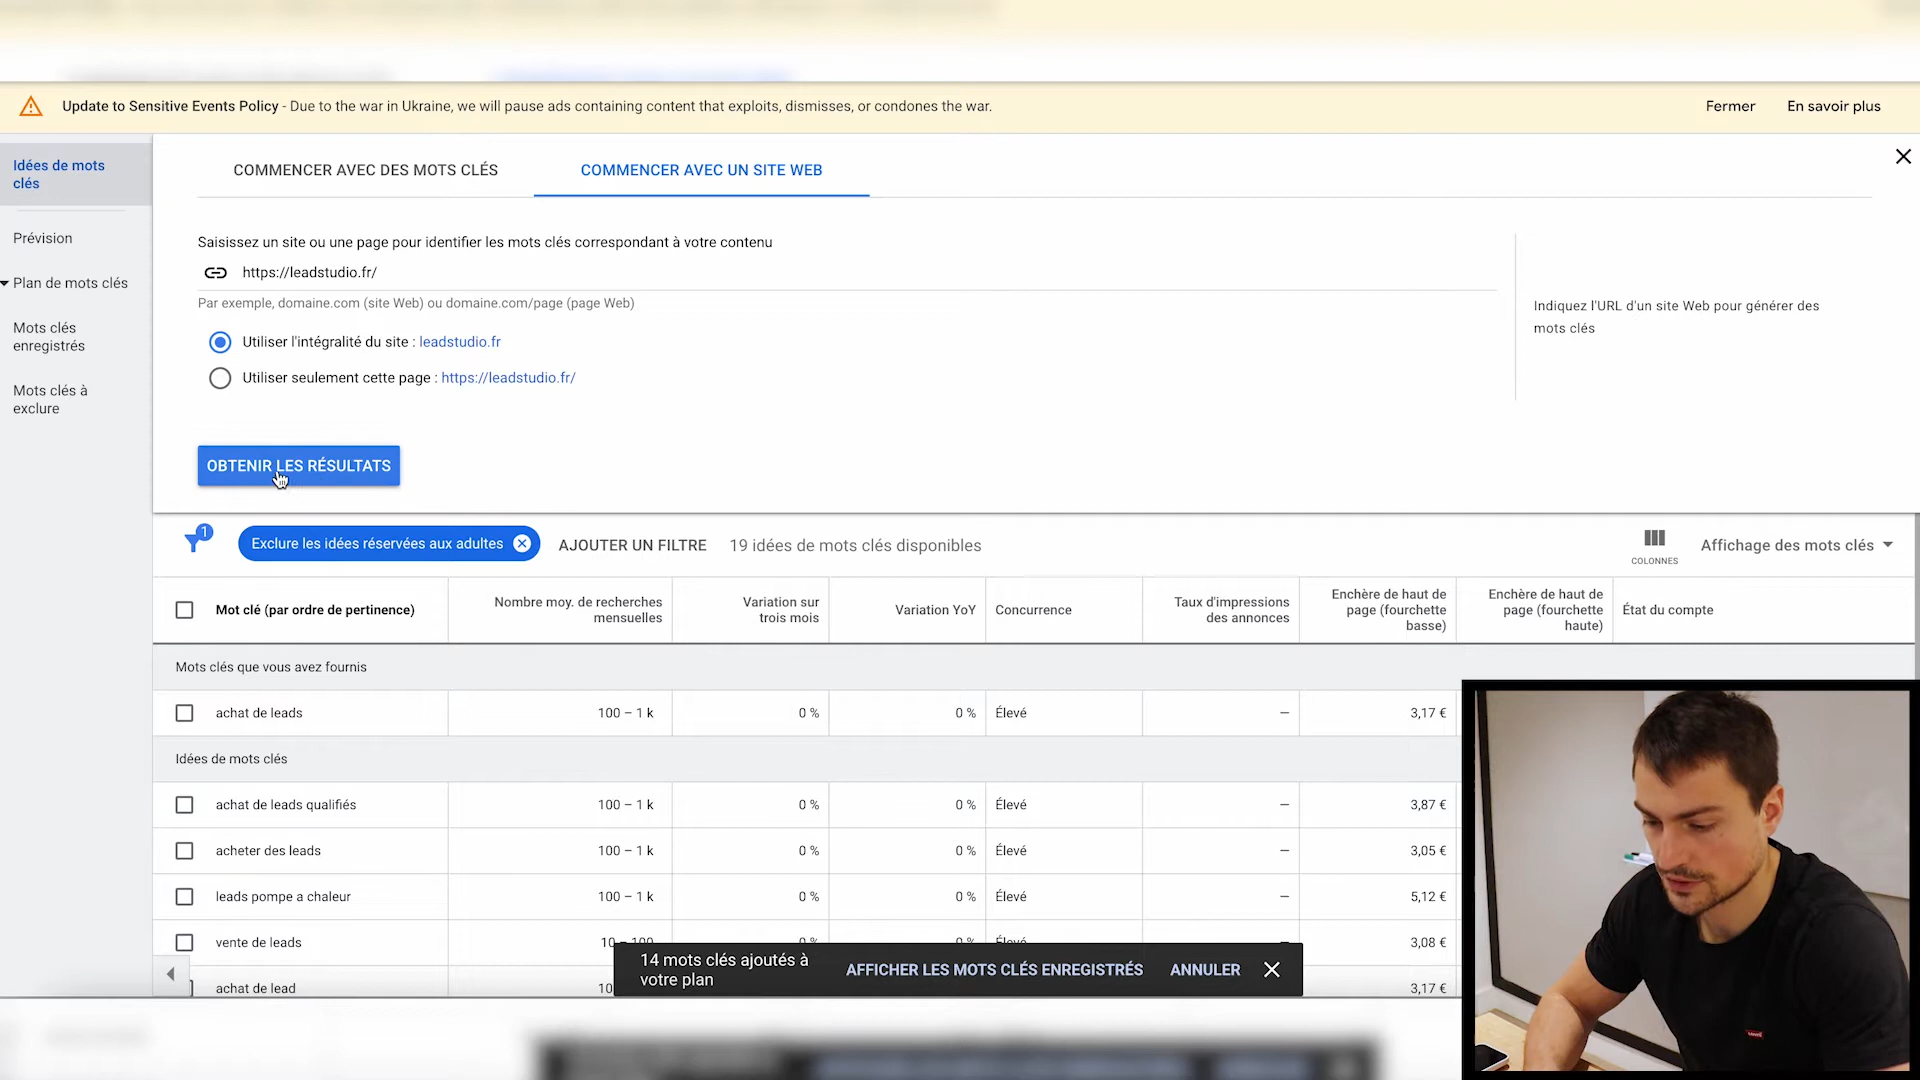 Update to Sensitive Events Policy - Due to the war in Ukraine, we will pause ads containing content that exploits, dismisses, or condones the war.
Fermer
En savoir plus
Idées de mots
clés
Prévision
Plan de mots clés
Mots clés
enregistrés
Mots clés à
exclure
COMMENCER AVEC DES MOTS CLÉS
COMMENCER AVEC UN SITE WEB
Saisissez un site ou une page pour identifier les mots clés correspondant à votre contenu
https://leadstudio.fr/
Par exemple, domaine.com (site Web) ou domaine.com/page (page Web)
Utiliser l'intégralité du site : leadstudio.fr
Utiliser seulement cette page : https://leadstudio.fr/
Indiquez l'URL d'un site Web pour générer des
mots clés
OBTENIR LES RÉSULTATS
1
Exclure les idées réservées aux adultes
AJOUTER UN FILTRE
19 idées de mots clés disponibles
COLONNES
Affichage des mots clés
Mot clé (par ordre de pertinence)
Nombre moy. de recherches
mensuelles
Variation sur
trois mois
Variation YoY
Concurrence
Taux d'impressions
des annonces
Enchère de haut de
page (fourchette
basse)
Enchère de haut de
page (fourchette
haute)
État du compte
Mots clés que vous avez fournis
achat de leads 100 – 1 k 0 % 0 % Élevé — 3,17 €
Idées de mots clés
achat de leads qualifiés 100 – 1 k 0 % 0 % Élevé — 3,87 €
acheter des leads 100 – 1 k 0 % 0 % Élevé — 3,05 €
leads pompe a chaleur 100 – 1 k 0 % 0 % Élevé — 5,12 €
vente de leads 10 – 100 0 % 0 % Élevé — 3,08 €
achat de lead 10 3,17 €
14 mots clés ajoutés à
votre plan
AFFICHER LES MOTS CLÉS ENREGISTRÉS
ANNULER